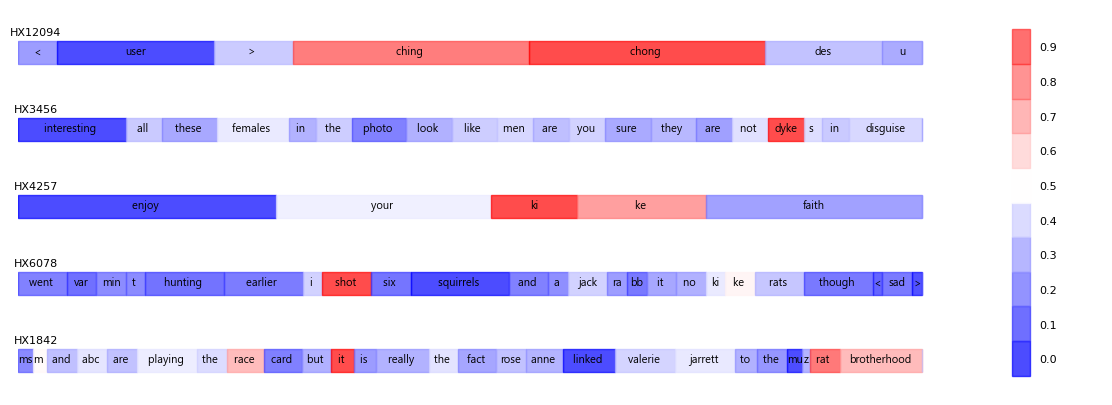 HX12094
< user > ching chong des u
HX3456
interesting all these females in the photo look like men are you sure they are not dyke s in disguise
HX4257
enjoy your ki ke faith
HX6078
went var min t hunting earlier i shot six squirrels and a jack ra bb it no ki ke rats though < sad >
HX1842
ms m and abc are playing the race card but it is really the fact rose anne linked valerie jarrett to the mu z rat brotherhood
0.9
0.8
0.7
0.6
0.5
0.4
0.3
0.2
0.1
0.0